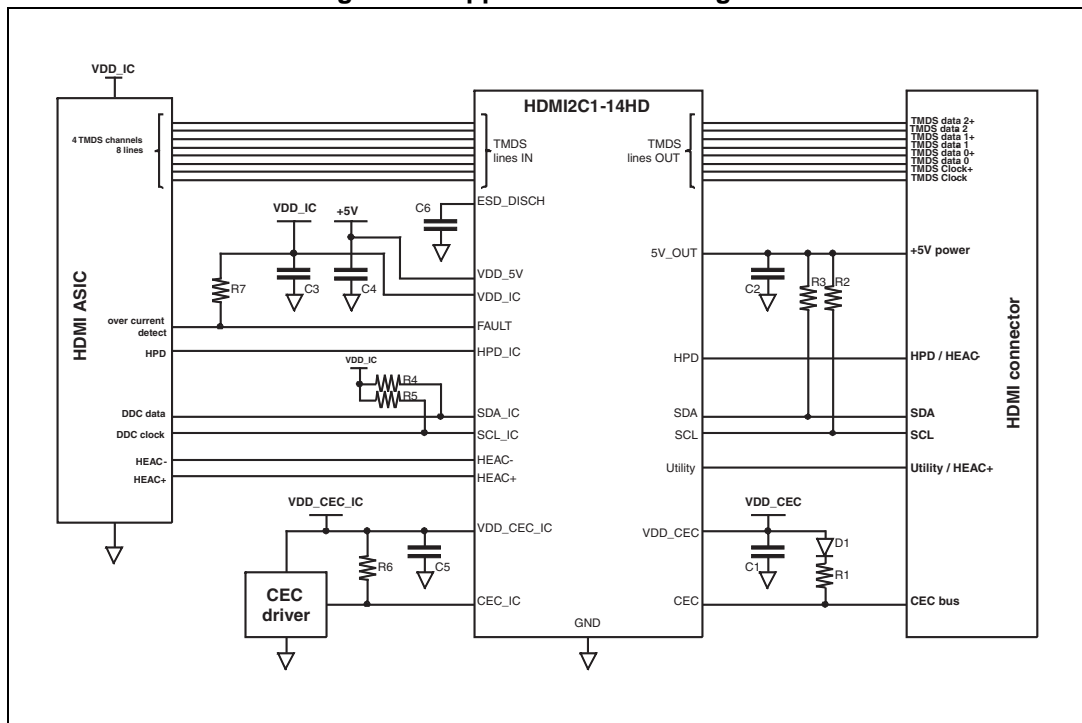 VDD_IC
HDMI2C1-14HD
HDMI ASIC
4 TMDS channels
8 lines
TMDS
lines IN
TMDS
lines OUT
TMDS data 2+
TMDS data 2
TMDS data 1+
TMDS data 1
TMDS data 0+
TMDS data 0
TMDS Clock+
TMDS Clock
HDMI connector
ESD_DISCH
C6
VDD_IC
+5V
C3
C4
R7
VDD_5V
VDD_IC
5V_OUT
C2
R3
R2
+5V power
over current
detect
FAULT
HPD
HPD_IC
HPD
HPD / HEAC-
VDD_IC
R4
R5
DDC data
SDA_IC
SDA
SDA
DDC clock
SCL_IC
SCL
SCL
HEAC-
HEAC-
HEAC+
HEAC+
Utility
Utility / HEAC+
VDD_CEC_IC
VDD_CEC_IC
R6
C5
VDD_CEC
VDD_CEC
C1
D1
R1
CEC
driver
CEC_IC
CEC
CEC bus
GND